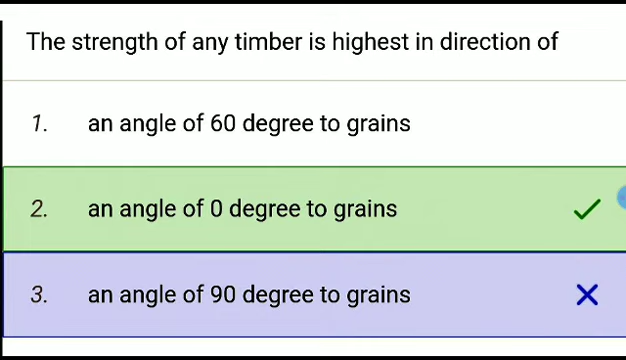 The strength of any timber is highest in direction of
1. an angle of 60 degree to grains
2. an angle of 0 degree to grains
3. an angle of 90 degree to grains